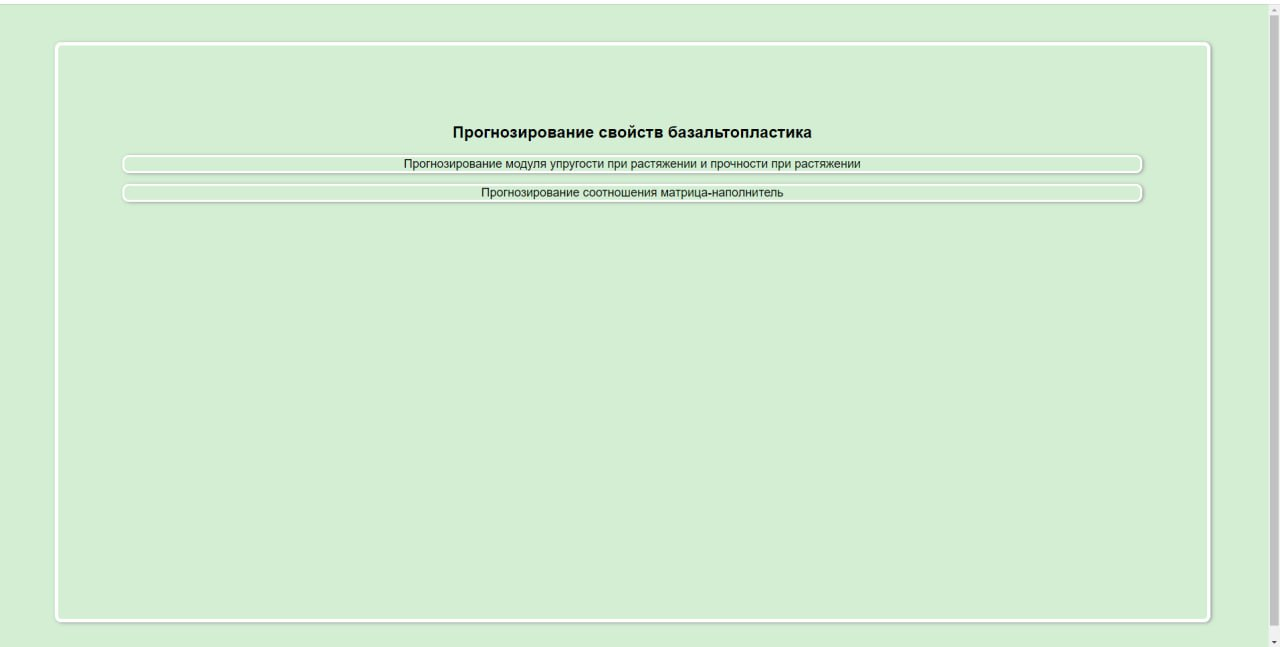 Прогнозирование свойств базальтопластика
Прогнозирование модуля упругости при растяжении и прочности при растяжении
Прогнозирование соотношения матрица-наполнитель